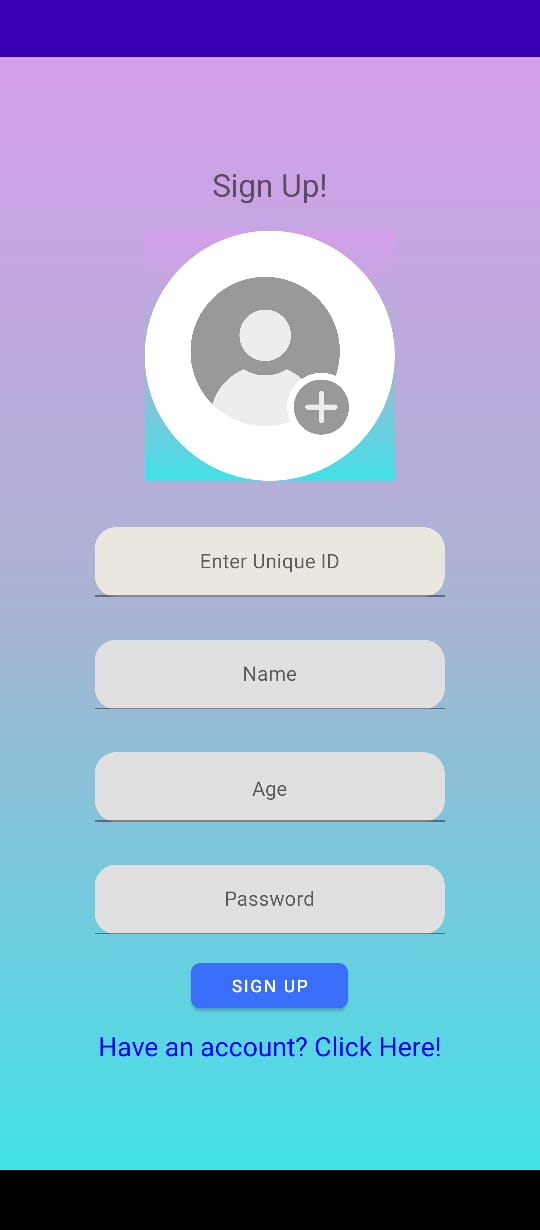 Sign Up!
Enter Unique ID
Name
Age
Password
SIGN UP
Have an account? Click Here!